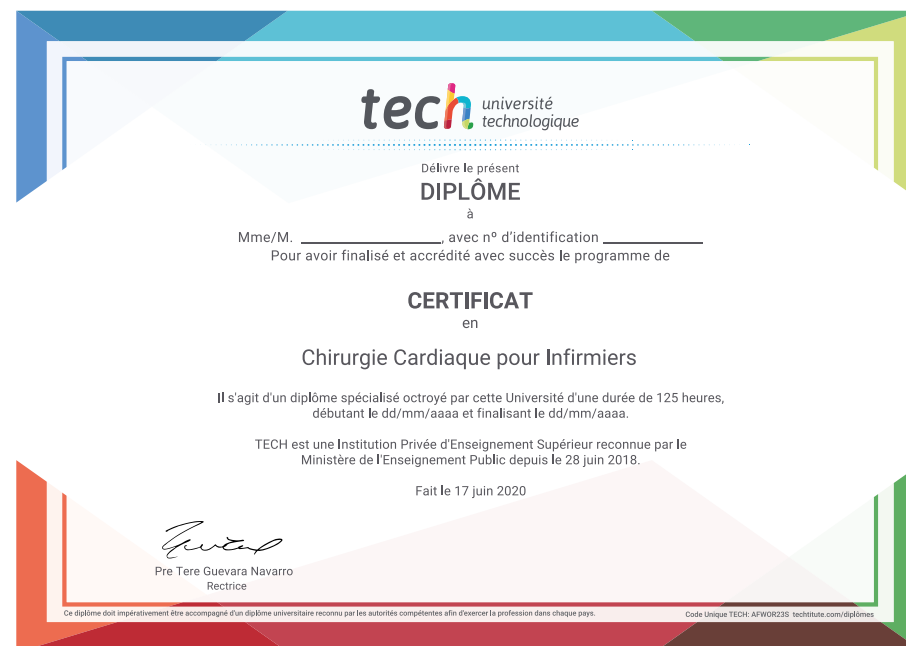 tech université
technologique
Délivre le présent
DIPLÔME
à
Mme/M. ____________________, avec nº d'identification ______________
Pour avoir finalisé et accrédité avec succès le programme de
CERTIFICAT
en
Chirurgie Cardiaque pour Infirmiers
Il s'agit d'un diplôme spécialisé octroyé par cette Université d'une durée de 125 heures,
débutant le dd/mm/aaaa et finalisant le dd/mm/aaaa.
TECH est une Institution Privée d'Enseignement Supérieur reconnue par le
Ministère de l'Enseignement Public depuis le 28 juin 2018.
Fait le 17 juin 2020
Pre Tere Guevara Navarro
Rectrice
Ce diplôme doit impérativement être accompagné d'un diplôme universitaire reconnu par les autorités compétentes afin d'exercer la profession dans chaque pays.
Code Unique TECH: AFWOR23S techtitute.com/diplômes